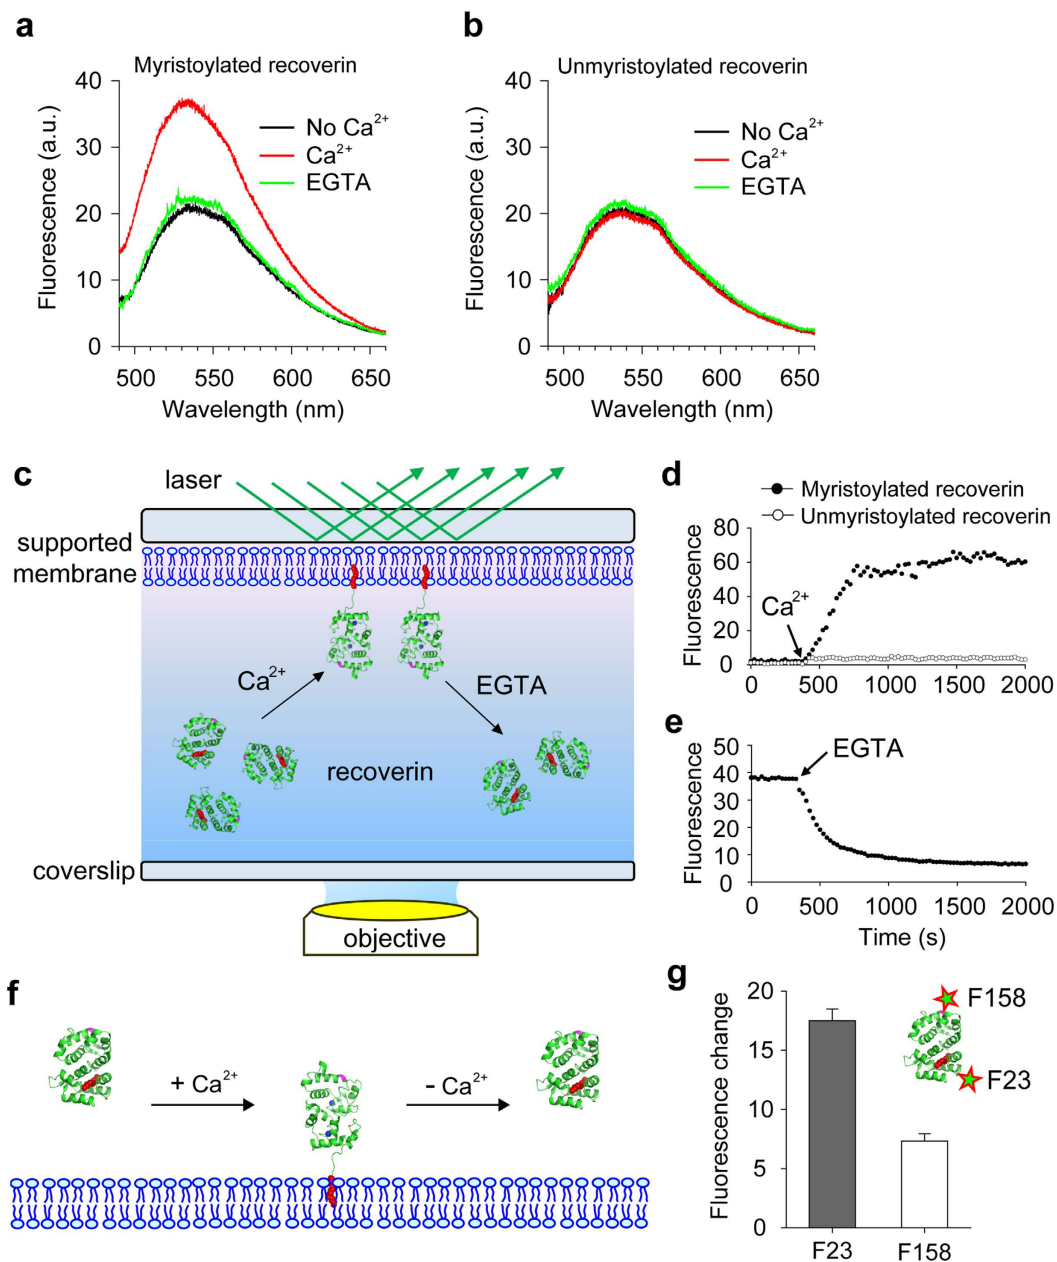 a
Myristoylated recoverin
40
30
20
10
0
Fluorescence (a.u.)
No Ca²⁺
Ca²⁺
EGTA
500 550 600 650
Wavelength (nm)
b
Unmyristoylated recoverin
40
30
20
10
0
Fluorescence (a.u.)
No Ca²⁺
Ca²⁺
EGTA
500 550 600 650
Wavelength (nm)
c
laser
supported
membrane
Ca²⁺
EGTA
recoverin
coverslip
objective
d
Myristoylated recoverin
Unmyristoylated recoverin
80
60
40
20
0
Fluorescence
Ca²⁺
0 500 1000 1500 2000
e
50
40
30
20
10
0
Fluorescence
EGTA
0 500 1000 1500 2000
Time (s)
f
+ Ca²⁺
− Ca²⁺
g
20
15
10
5
0
Fluorescence change
F158
F23
F23 F158